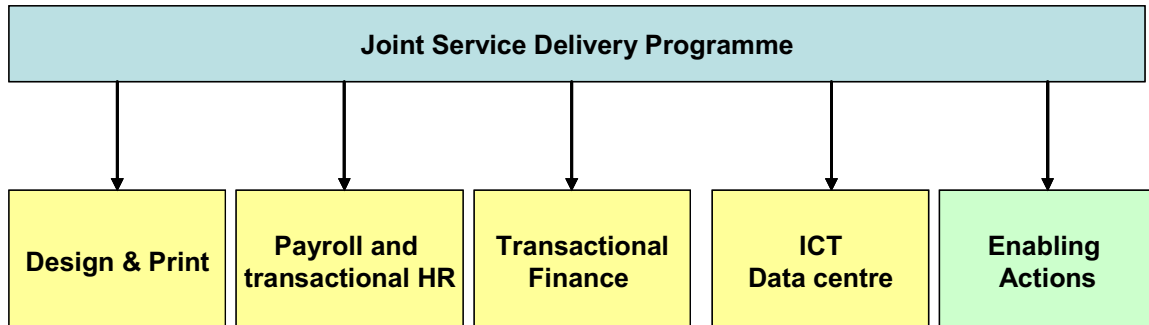 Joint Service Delivery Programme
Design & Print
Payroll and
transactional HR
Transactional
Finance
ICT
Data centre
Enabling
Actions